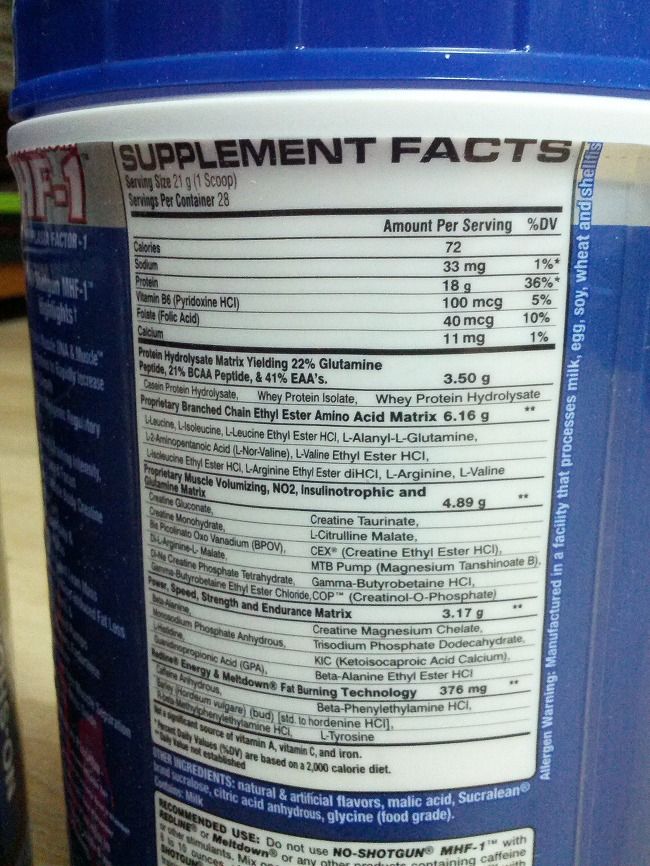 HF-1
SUPPLEMENT FACTS
Serving Size 21 g (1 Scoop)
Servings Per Container 28
Amount Per Serving %DV
Calories 72
Sodium 33 mg 1%*
Protein 18 g 36%*
Vitamin B6 (Pyridoxine HCl) 100 mcg 5%
Folate (Folic Acid) 40 mcg 10%
Calcium 11 mg 1%
Protein Hydrolysate Matrix Yielding 22% Glutamine
Peptide, 21% BCAA Peptide, & 41% EAA's. 3.50 g
Casein Protein Hydrolysate, Whey Protein Isolate, Whey Protein Hydrolysate
Proprietary Branched Chain Ethyl Ester Amino Acid Matrix 6.16 g **
L-Leucine, L-Isoleucine, L-Leucine Ethyl Ester HCl, L-Alanyl-L-Glutamine,
L-2-Aminopentanoic Acid (L-Nor-Valine), L-Valine Ethyl Ester HCl,
L-Isoleucine Ethyl Ester HCl, L-Arginine Ethyl Ester diHCl, L-Arginine, L-Valine
Proprietary Muscle Volumizing, NO2, Insulinotrophic and
Glutamine Matrix 4.89 g **
Creatine Gluconate, Creatine Taurinate,
Creatine Monohydrate, L-Citrulline Malate,
Bis Picolinato Oxo Vanadium (BPOV), CEX® (Creatine Ethyl Ester HCl),
Di-L-Arginine-L- Malate, MTB Pump (Magnesium Tanshinoate B),
Di-Na Creatine Phosphate Tetrahydrate, Gamma-Butyrobetaine HCl,
Gamma-Butyrobetaine Ethyl Ester Chloride, COP™ (Creatinol-O-Phosphate)
Power, Speed, Strength and Endurance Matrix 3.17 g **
Beta-Alanine, Creatine Magnesium Chelate,
Monosodium Phosphate Anhydrous, Trisodium Phosphate Dodecahydrate,
L-Histidine, KIC (Ketoisocaproic Acid Calcium),
Guanidinopropionic Acid (GPA), Beta-Alanine Ethyl Ester HCl
Redline® Energy & Meltdown® Fat Burning Technology 376 mg **
Caffeine Anhydrous, Beta-Phenylethylamine HCl,
Barley (Hordeum vulgare) (bud) [std. to hordenine HCl],
B-beta-Methylphenylethylamine HCl, L-Tyrosine
Not a significant source of vitamin A, vitamin C, and iron.
*Percent Daily Values (%DV) are based on a 2,000 calorie diet.
**Daily Value not established
OTHER INGREDIENTS: natural & artificial flavors, malic acid, Sucralean®
brand sucralose, citric acid anhydrous, glycine (food grade).
Contains: Milk
RECOMMENDED USE: Do not use NO-SHOTGUN® MHF-1™ with
REDLINE® or Meltdown® or any other products containing caffeine
or other stimulants. Mix
Allergen Warning: Manufactured in a facility that processes milk, egg, soy, wheat and shellfis